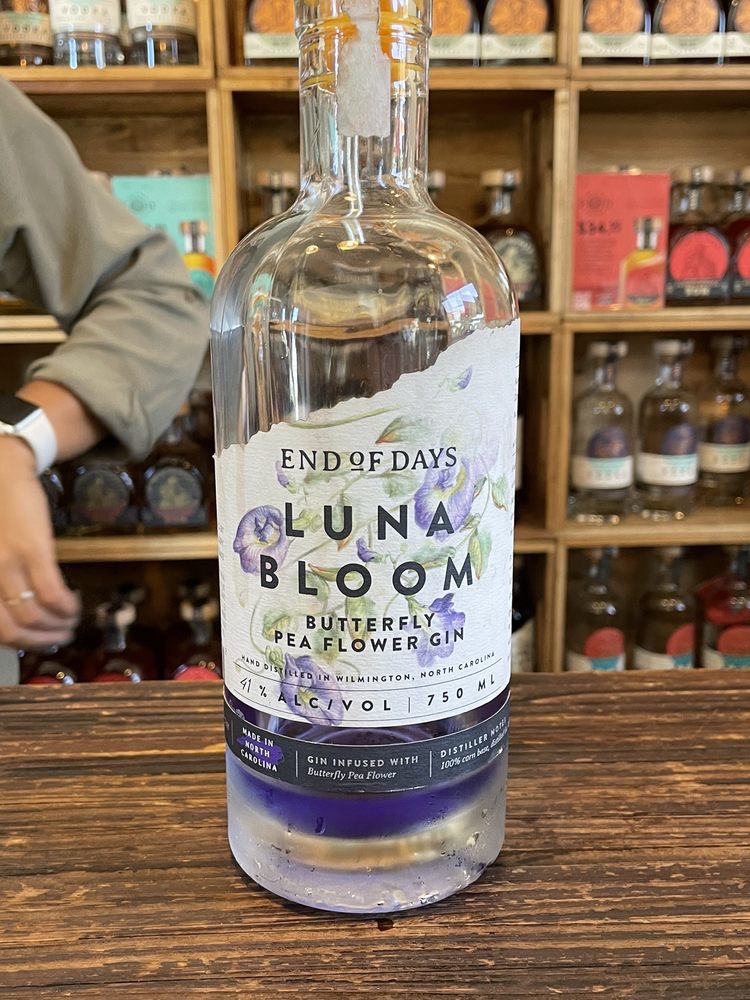 END OF DAYS
LUNA
BLOOM
BUTTERFLY
PEA FLOWER GIN
HAND DISTILLED IN WILMINGTON, NORTH CAROLINA
41 % ALC/VOL | 750 ML
MADE IN
NORTH
CAROLINA
GIN INFUSED WITH
Butterfly Pea Flower
DISTILLER NOTES
100% corn base,